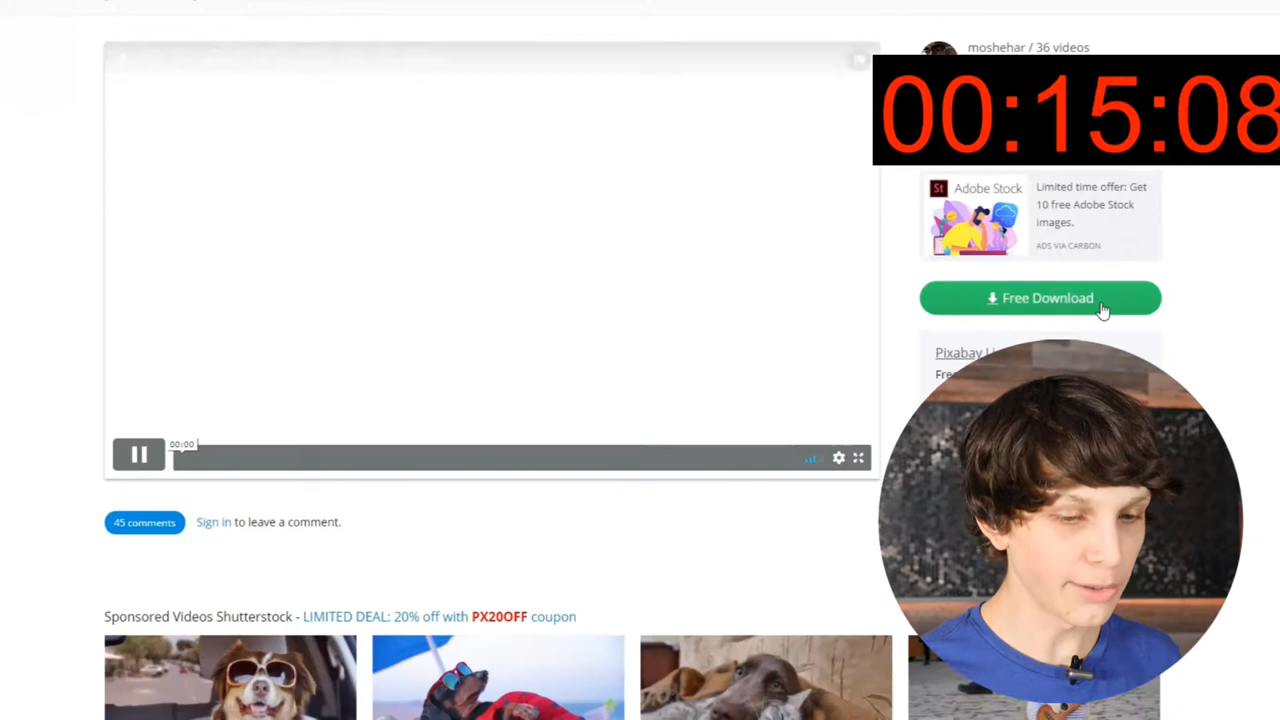 moshehar / 36 videos
00:15:08
St Adobe Stock
Limited time offer: Get
10 free Adobe Stock
images.
ADS VIA CARBON
Free Download
Pixabay
00:00
45 comments
Sign in to leave a comment.
Sponsored Videos Shutterstock - LIMITED DEAL: 20% off with PX20OFF coupon